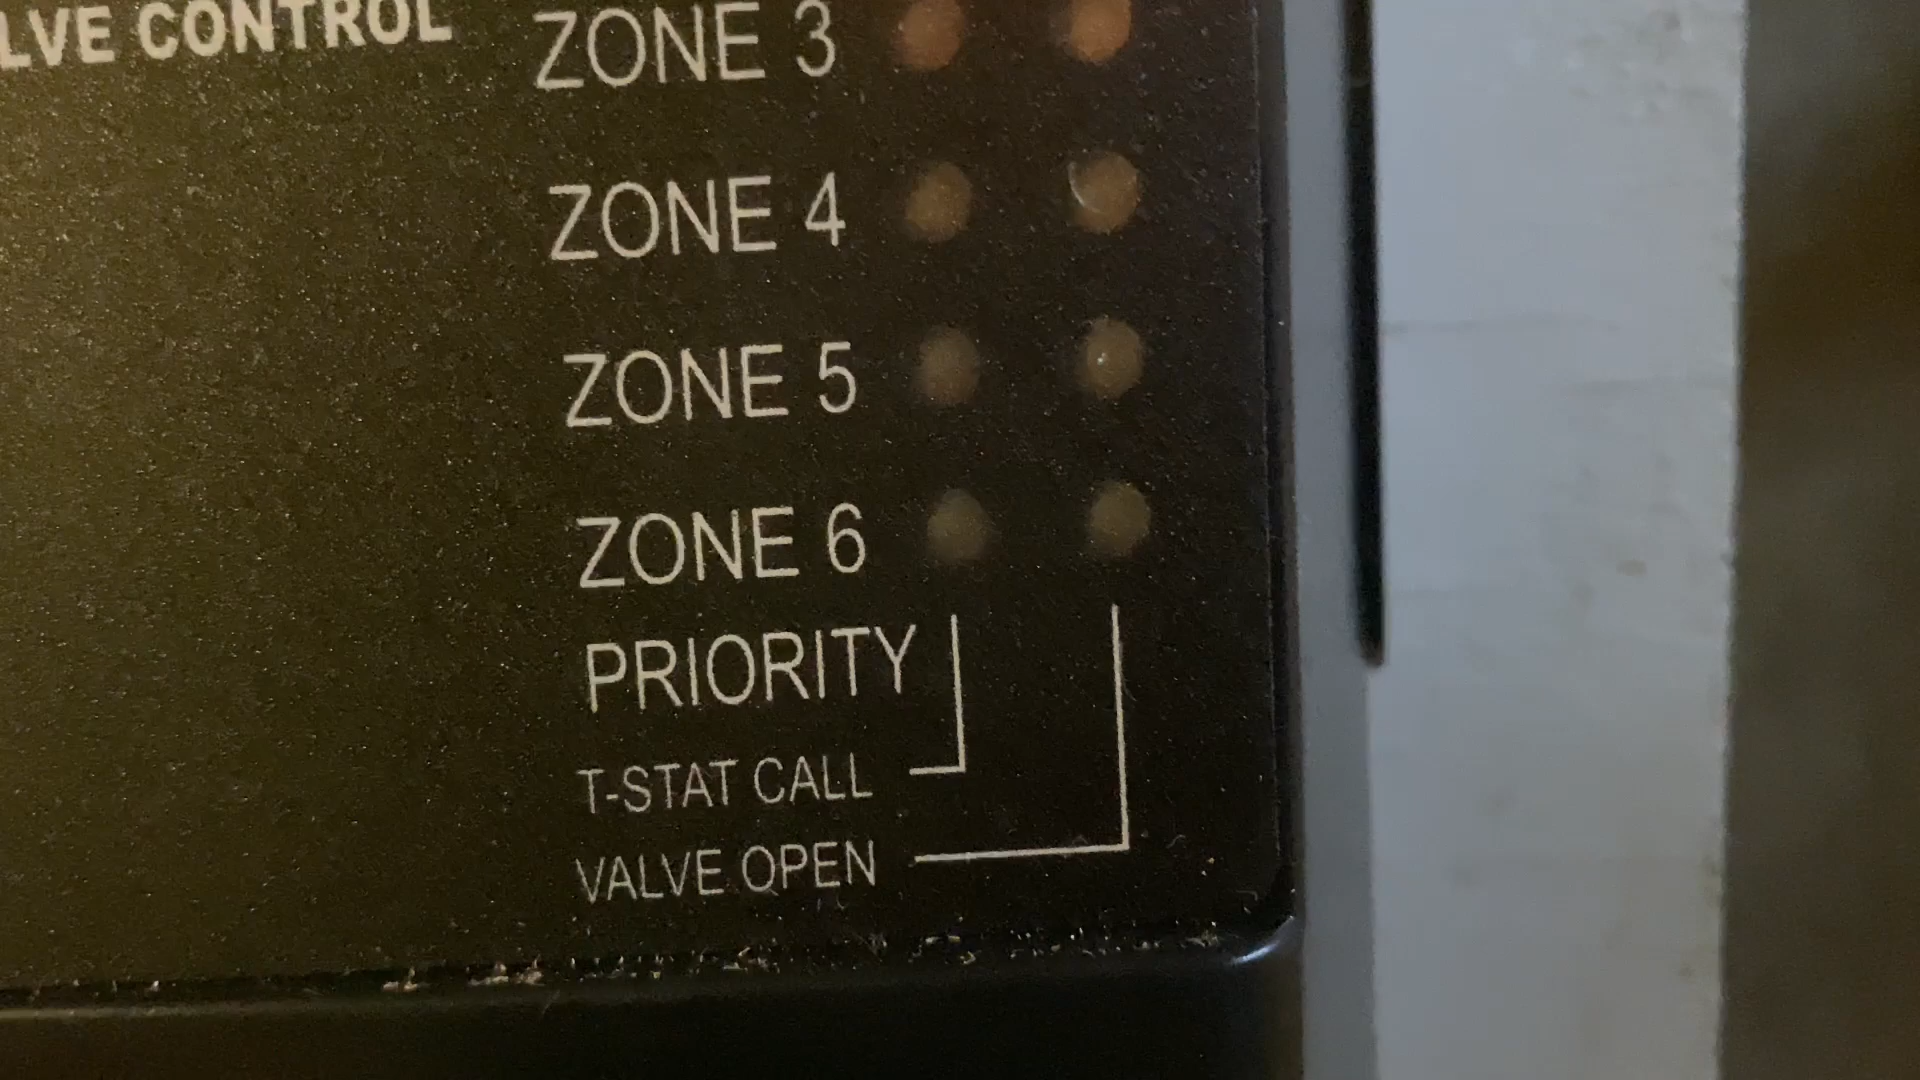 LVE CONTROL
ZONE 3
ZONE 4
ZONE 5
ZONE 6
PRIORITY
T-STAT CALL
VALVE OPEN